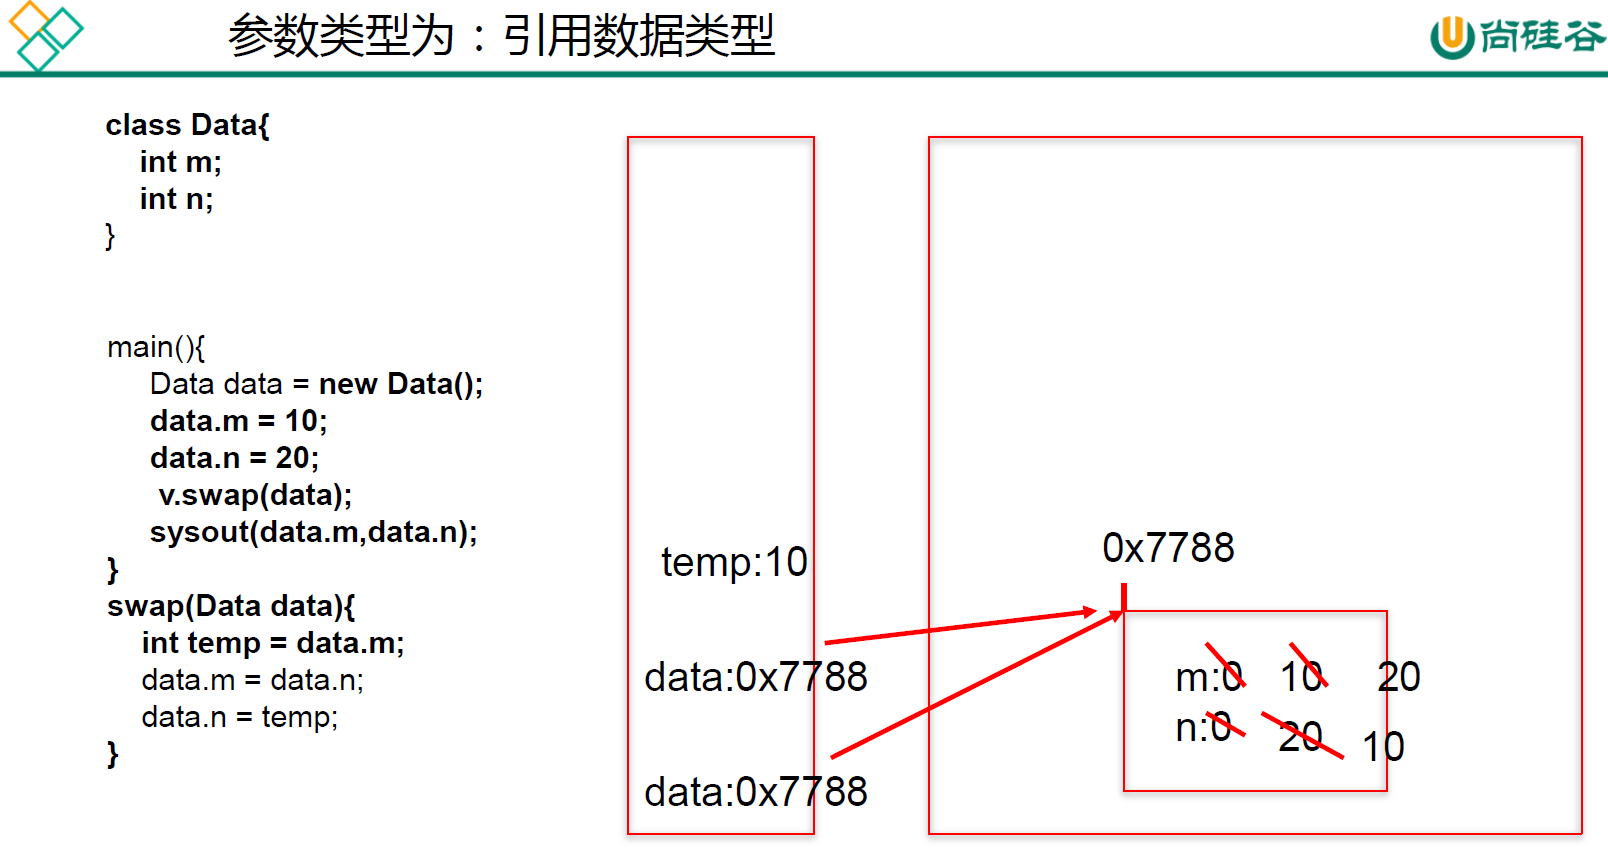 参数类型为：引用数据类型
尚硅谷
class Data{
int m;
int n;
}
main(){
Data data = new Data();
data.m = 10;
data.n = 20;
v.swap(data);
sysout(data.m,data.n);
}
swap(Data data){
int temp = data.m;
data.m = data.n;
data.n = temp;
}
temp:10
data:0x7788
data:0x7788
0x7788
m:0 10 20
n:0 20 10